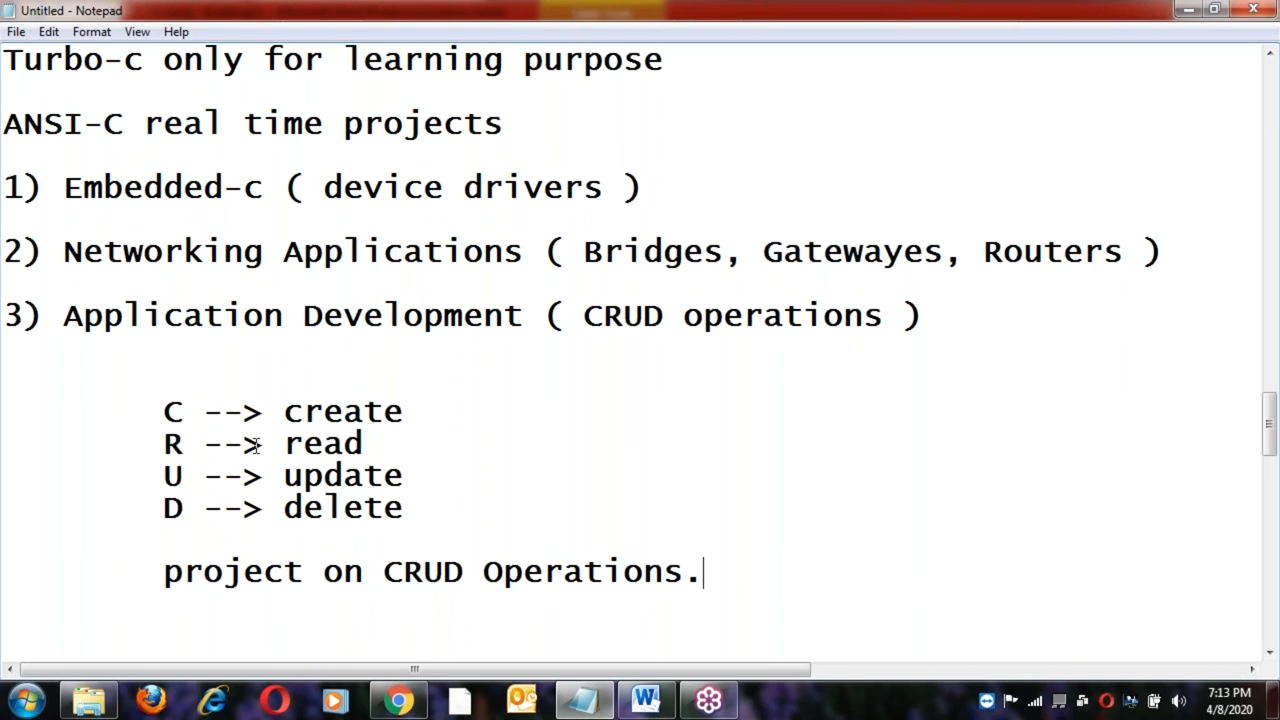 Untitled - Notepad
File Edit Format View Help
Turbo-c only for learning purpose
ANSI-C real time projects
1) Embedded-c ( device drivers )
2) Networking Applications ( Bridges, Gatewayes, Routers )
3) Application Development ( CRUD operations )
C --> create
R --> read
U --> update
D --> delete
project on CRUD Operations.
7:13 PM
4/8/2020